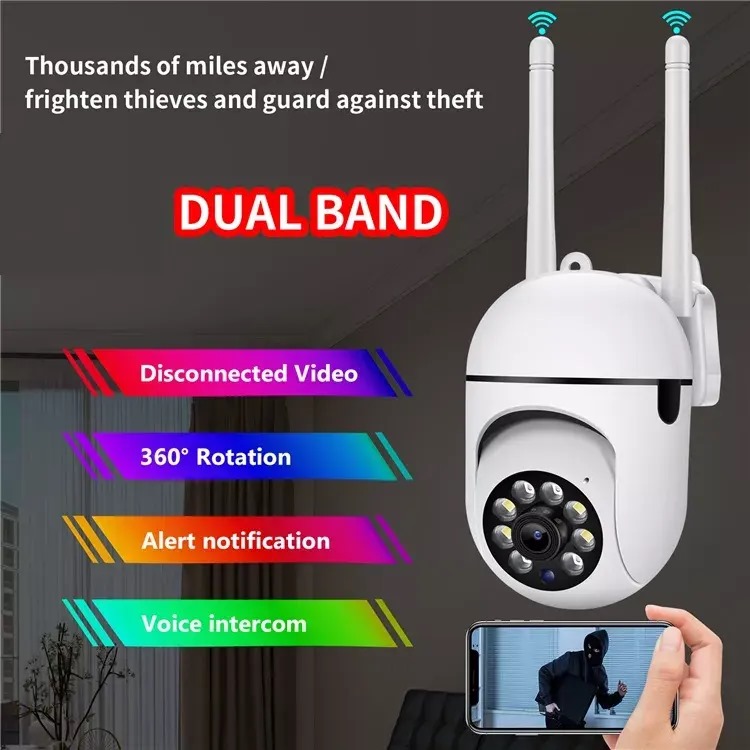 Thousands of miles away /
frighten thieves and guard against theft
DUAL BAND
Disconnected Video
360° Rotation
Alert notification
Voice intercom